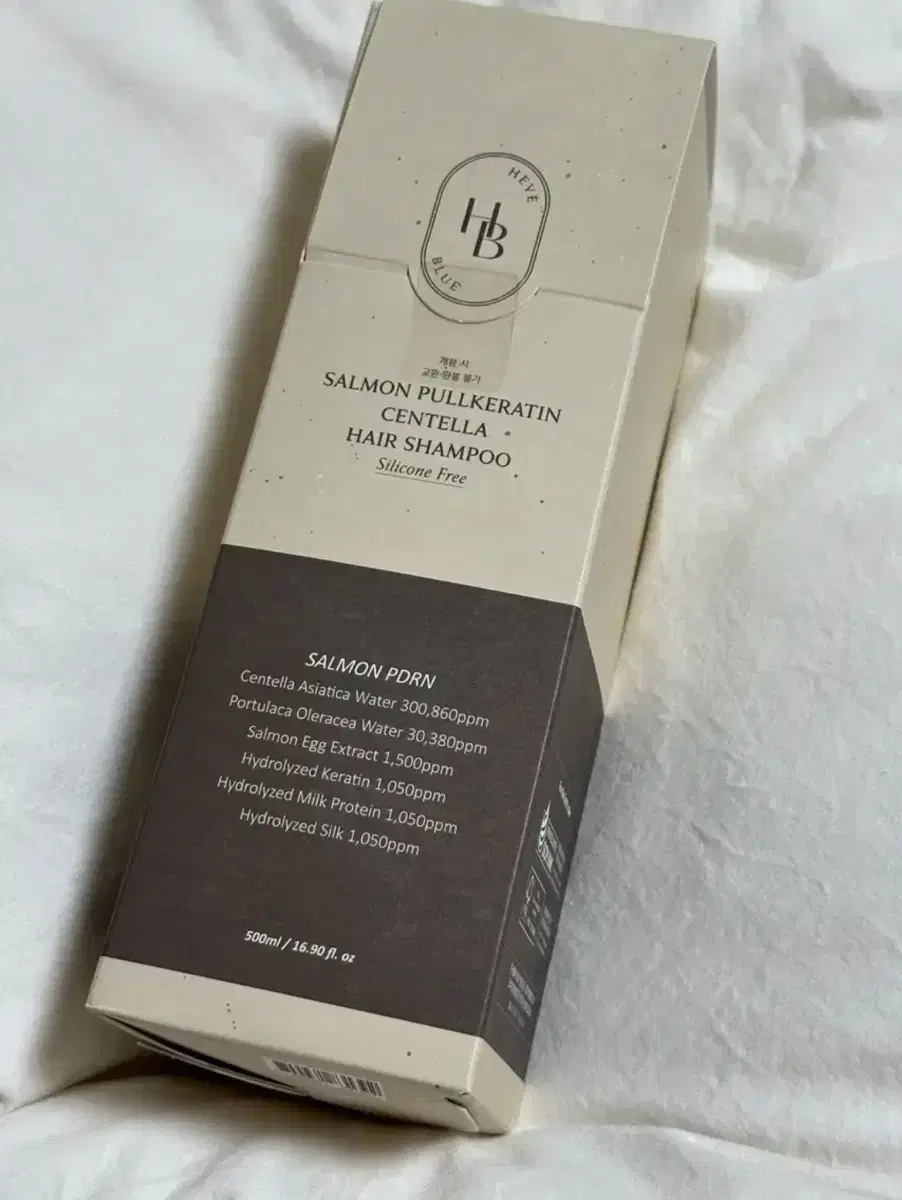 HEVE
HB
BLUE
개봉 시
교환·환불 불가
SALMON PULLKERATIN
CENTELLA
HAIR SHAMPOO
Silicone Free
SALMON PDRN
Centella Asiatica Water 300,860ppm
Portulaca Oleracea Water 30,380ppm
Salmon Egg Extract 1,500ppm
Hydrolyzed Keratin 1,050ppm
Hydrolyzed Milk Protein 1,050ppm
Hydrolyzed Silk 1,050ppm
500ml / 16.90 fl. oz